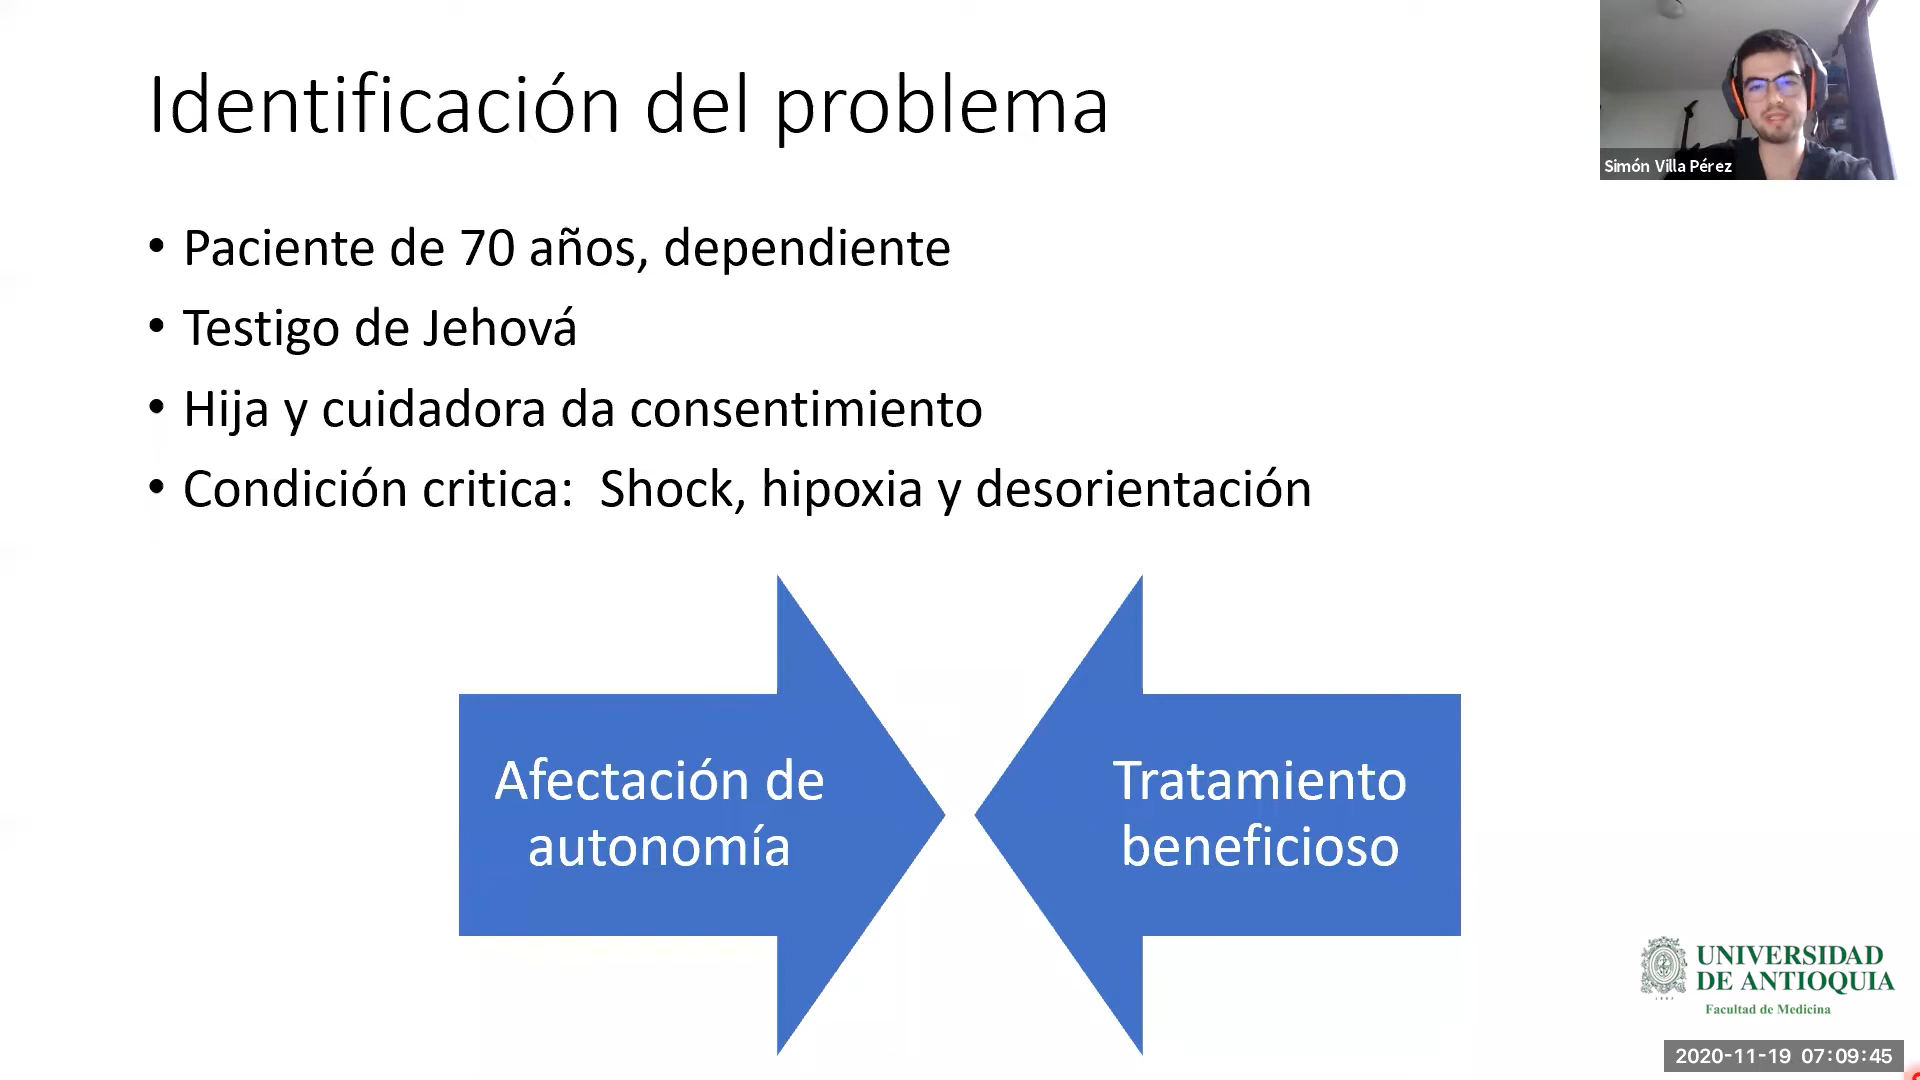 Identificación del problema
Simón Villa Pérez
• Paciente de 70 años, dependiente
• Testigo de Jehová
• Hija y cuidadora da consentimiento
• Condición critica:  Shock, hipoxia y desorientación
Afectación de
autonomía
Tratamiento
beneficioso
UNIVERSIDAD
DE ANTIOQUIA
Facultad de Medicina
2020-11-19 07:09:45